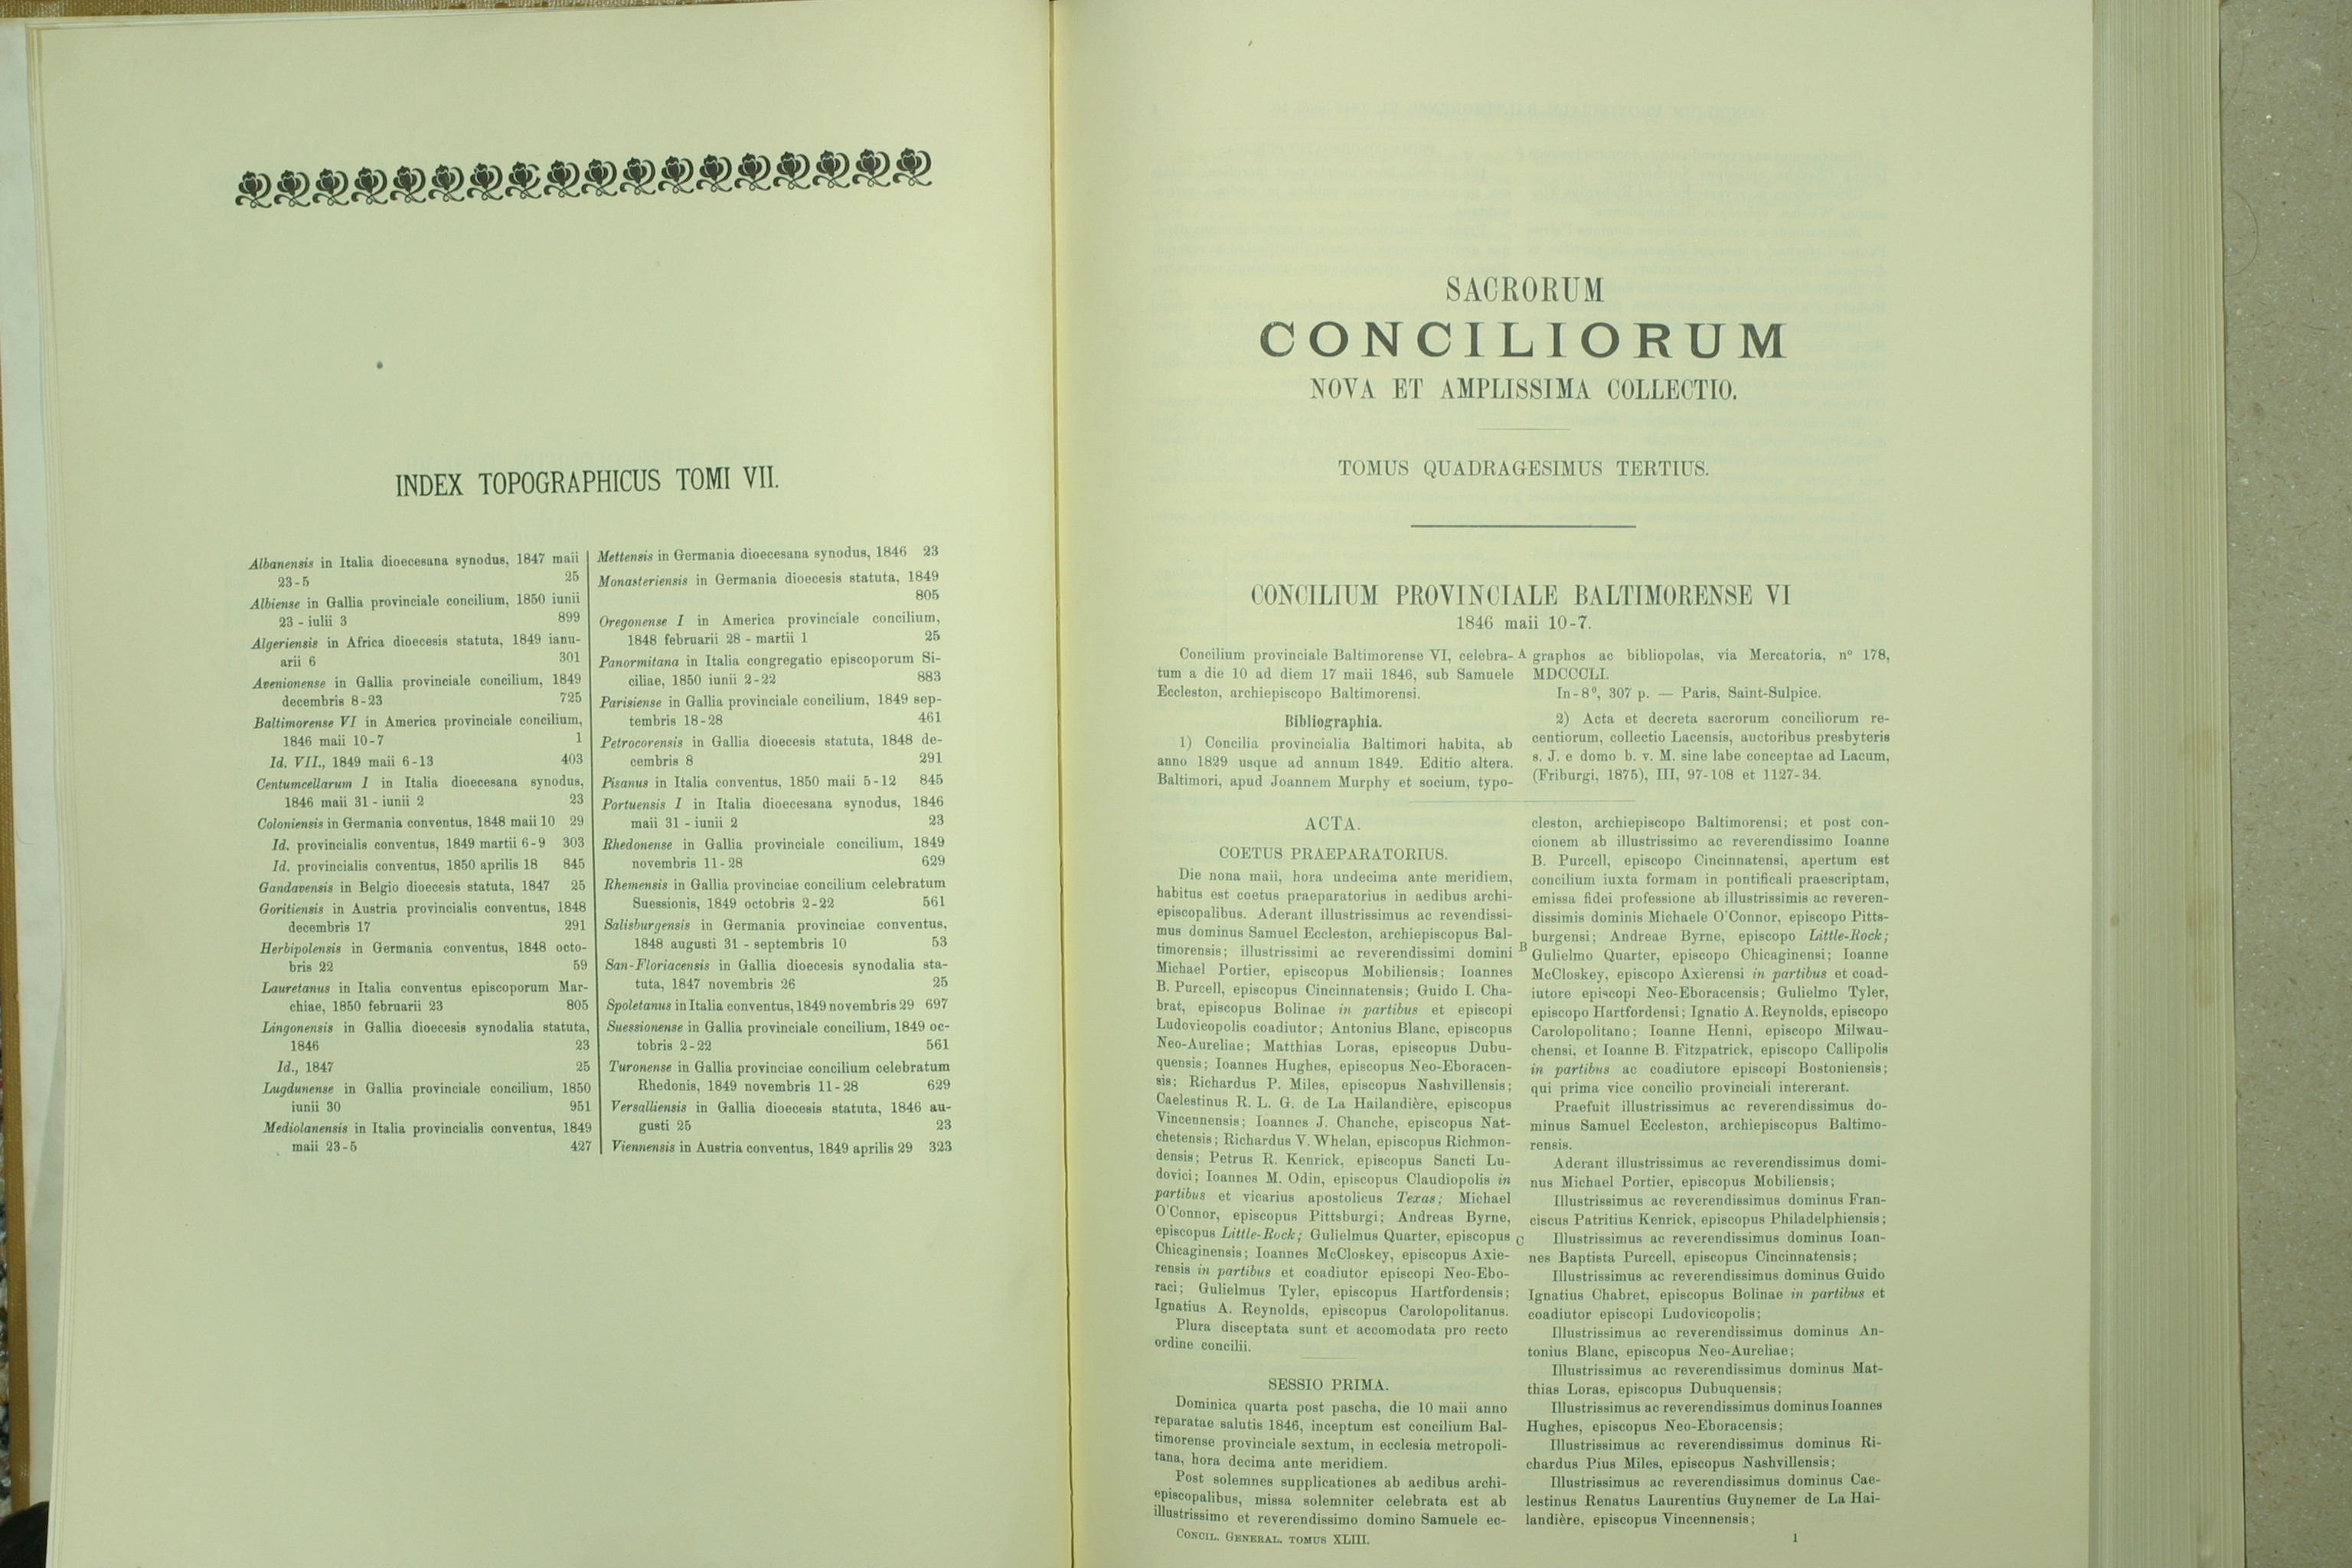 INDEX TOPOGRAPHICUS TOMI VII.
Albanensis in Italia dioecesana synodus, 1847 maii
23-5 25
Albiense in Gallia provinciale concilium, 1850 iunii
23 - iulii 3 899
Algeriensis in Africa dioecesis statuta, 1849 ianu-
arii 6 301
Avenionense in Gallia provinciale concilium, 1849
decembris 8-23 725
Baltimorense VI in America provinciale concilium,
1846 maii 10-7 1
Id. VII., 1849 maii 6-13 403
Centumcellarum I in Italia dioecesana synodus,
1846 maii 31 - iunii 2 23
Coloniensis in Germania conventus, 1848 maii 10 29
Id. provincialis conventus, 1849 martii 6-9 303
Id. provincialis conventus, 1850 aprilis 18 845
Gandavensis in Belgio dioecesis statuta, 1847 25
Goritiensis in Austria provincialis conventus, 1848
decembris 17 291
Herbipolensis in Germania conventus, 1848 octo-
bris 22 59
Lauretanus in Italia conventus episcoporum Mar-
chiae, 1850 februarii 23 805
Lingonensis in Gallia dioecesis synodalia statuta,
1846 23
Id., 1847 25
Lugdunense in Gallia provinciale concilium, 1850
iunii 30 951
Mediolanensis in Italia provincialis conventus, 1849
maii 23-5 427
Mettensis in Germania dioecesana synodus, 1846 23
Monasteriensis in Germania dioecesis statuta, 1849
805
Oregonense I in America provinciale concilium,
1848 februarii 28 - martii 1 25
Panormitana in Italia congregatio episcoporum Si-
ciliae, 1850 iunii 2-22 883
Parisiense in Gallia provinciale concilium, 1849 sep-
tembris 18-28 461
Petrocorensis in Gallia dioecesis statuta, 1848 de-
cembris 8 291
Pisanus in Italia conventus, 1850 maii 5-12 845
Portuensis I in Italia dioecesana synodus, 1846
maii 31 - iunii 2 23
Rhedonense in Gallia provinciale concilium, 1849
novembris 11-28 629
Rhemensis in Gallia provinciae concilium celebratum
Suessionis, 1849 octobris 2-22 561
Salisburgensis in Germania provinciae conventus,
1848 augusti 31 - septembris 10 53
San-Floriacensis in Gallia dioecesis synodalia sta-
tuta, 1847 novembris 26 25
Spoletanus in Italia conventus, 1849 novembris 29 697
Suessionense in Gallia provinciale concilium, 1849 oc-
tobris 2-22 561
Turonense in Gallia provinciae concilium celebratum
Rhedonis, 1849 novembris 11-28 629
Versalliensis in Gallia dioecesis statuta, 1846 au-
gusti 25 23
Viennensis in Austria conventus, 1849 aprilis 29 323
SACRORUM
CONCILIORUM
NOVA ET AMPLISSIMA COLLECTIO.
TOMUS QUADRAGESIMUS TERTIUS.
CONCILIUM PROVINCIALE BALTIMORENSE VI
1846 maii 10-7.
Concilium provinciale Baltimorense VI, celebra-
tum a die 10 ad diem 17 maii 1846, sub Samuele
Eccleston, archiepiscopo Baltimorensi.
Bibliographia.
1) Concilia provincialia Baltimori habita, ab
anno 1829 usque ad annum 1849. Editio altera.
Baltimori, apud Joannem Murphy et socium, typo-
A
graphos ac bibliopolas, via Mercatoria, nº 178,
MDCCCLI.
In-8º, 307 p. — Paris, Saint-Sulpice.
2) Acta et decreta sacrorum conciliorum re-
centiorum, collectio Lacensis, auctoribus presbyteris
s. J. e domo b. v. M. sine labe conceptae ad Lacum,
(Friburgi, 1875), III, 97-108 et 1127-34.
ACTA.
COETUS PRAEPARATORIUS.
Die nona maii, hora undecima ante meridiem,
habitus est coetus praeparatorius in aedibus archi-
episcopalibus. Aderant illustrissimus ac revendissi-
mus dominus Samuel Eccleston, archiepiscopus Bal-
timorensis; illustrissimi ac reverendissimi domini
Michael Portier, episcopus Mobiliensis; Ioannes
B. Purcell, episcopus Cincinnatensis; Guido I. Cha-
brat, episcopus Bolinae in partibus et episcopi
Ludovicopolis coadiutor; Antonius Blanc, episcopus
Neo-Aureliae; Matthias Loras, episcopus Dubu-
quensis; Ioannes Hughes, episcopus Neo-Eboracen-
sis; Richardus P. Miles, episcopus Nashvillensis;
Caelestinus R. L. G. de La Hailandière, episcopus
Vincennensis; Ioannes J. Chanche, episcopus Nat-
chetensis; Richardus V. Whelan, episcopus Richmon-
densis; Petrus R. Kenrick, episcopus Sancti Lu-
dovici; Ioannes M. Odin, episcopus Claudiopolis in
partibus et vicarius apostolicus Texas; Michael
O'Connor, episcopus Pittsburgi; Andreas Byrne,
episcopus Little-Rock; Gulielmus Quarter, episcopus
Chicaginensis; Ioannes McCloskey, episcopus Axie-
rensis in partibus et coadiutor episcopi Neo-Ebo-
raci; Gulielmus Tyler, episcopus Hartfordensis;
Ignatius A. Reynolds, episcopus Carolopolitanus.
Plura disceptata sunt et accomodata pro recto
ordine concilii.
SESSIO PRIMA.
Dominica quarta post pascha, die 10 maii anno
reparatae salutis 1846, inceptum est concilium Bal-
timorense provinciale sextum, in ecclesia metropoli-
tana, hora decima ante meridiem.
Post solemnes supplicationes ab aedibus archi-
episcopalibus, missa solemniter celebrata est ab
illustrissimo et reverendissimo domino Samuele ec-
B
C
cleston, archiepiscopo Baltimorensi; et post con-
cionem ab illustrissimo ac reverendissimo Ioanne
B. Purcell, episcopo Cincinnatensi, apertum est
concilium iuxta formam in pontificali praescriptam,
emissa fidei professione ab illustrissimis ac reveren-
dissimis dominis Michaele O'Connor, episcopo Pitts-
burgensi; Andreae Byrne, episcopo Little-Rock;
Gulielmo Quarter, episcopo Chicaginensi; Ioanne
McCloskey, episcopo Axierensi in partibus et coad-
iutore episcopi Neo-Eboracensis; Gulielmo Tyler,
episcopo Hartfordensi; Ignatio A. Reynolds, episcopo
Carolopolitano; Ioanne Henni, episcopo Milwau-
chensi, et Ioanne B. Fitzpatrick, episcopo Callipolis
in partibus ac coadiutore episcopi Bostoniensis;
qui prima vice concilio provinciali intererant.
Praefuit illustrissimus ac reverendissimus do-
minus Samuel Eccleston, archiepiscopus Baltimo-
rensis.
Aderant illustrissimus ac reverendissimus domi-
nus Michael Portier, episcopus Mobiliensis;
Illustrissimus ac reverendissimus dominus Fran-
ciscus Patritius Kenrick, episcopus Philadelphiensis;
Illustrissimus ac reverendissimus dominus Ioan-
nes Baptista Purcell, episcopus Cincinnatensis;
Illustrissimus ac reverendissimus dominus Guido
Ignatius Chabret, episcopus Bolinae in partibus et
coadiutor episcopi Ludovicopolis;
Illustrissimus ac reverendissimus dominus An-
tonius Blanc, episcopus Neo-Aureliae;
Illustrissimus ac reverendissimus dominus Mat-
thias Loras, episcopus Dubuquensis;
Illustrissimus ac reverendissimus dominus Ioannes
Hughes, episcopus Neo-Eboracensis;
Illustrissimus ac reverendissimus dominus Ri-
chardus Pius Miles, episcopus Nashvillensis;
Illustrissimus ac reverendissimus dominus Cae-
lestinus Renatus Laurentius Guynemer de La Hai-
landière, episcopus Vincennensis;
CONCIL. GENERAL. TOMUS XLIII.
1